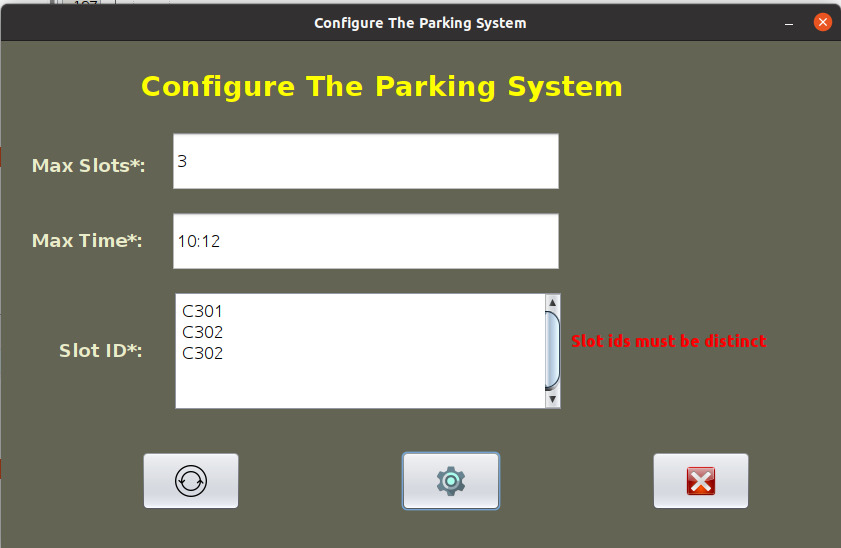 Configure The Parking System
Configure The Parking System
Max Slots*:
3
Max Time*:
10:12
C301
C302
C302
Slot ID*:
Slot ids must be distinct